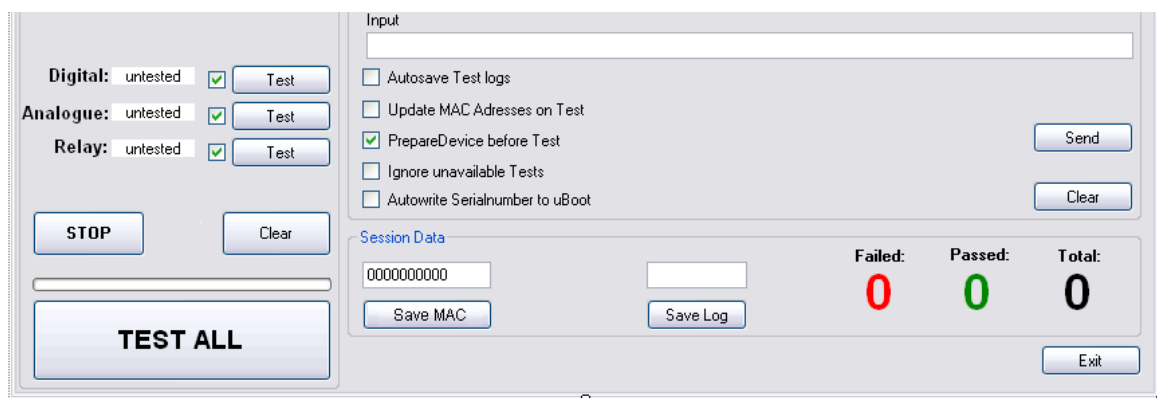 Digital: untested Test
Analogue: untested Test
Relay: untested Test
STOP Clear
TEST ALL
Input
Autosave Test logs
Update MAC Adresses on Test
PrepareDevice before Test
Ignore unavailable Tests
Autowrite Serialnumber to uBoot
Send
Clear
Session Data
0000000000
Save MAC
Save Log
Failed: Passed: Total:
0 0 0
Exit